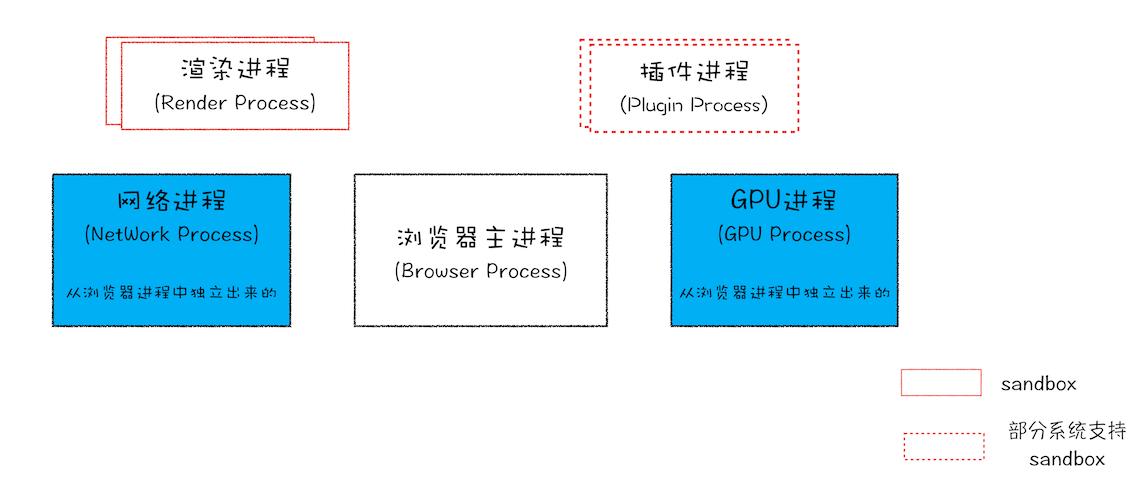 渲染进程
(Render Process)
插件进程
(Plugin Process)
网络进程
(NetWork Process)
从浏览器进程中独立出来的
浏览器主进程
(Browser Process)
GPU进程
(GPU Process)
从浏览器进程中独立出来的
sandbox
部分系统支持
sandbox